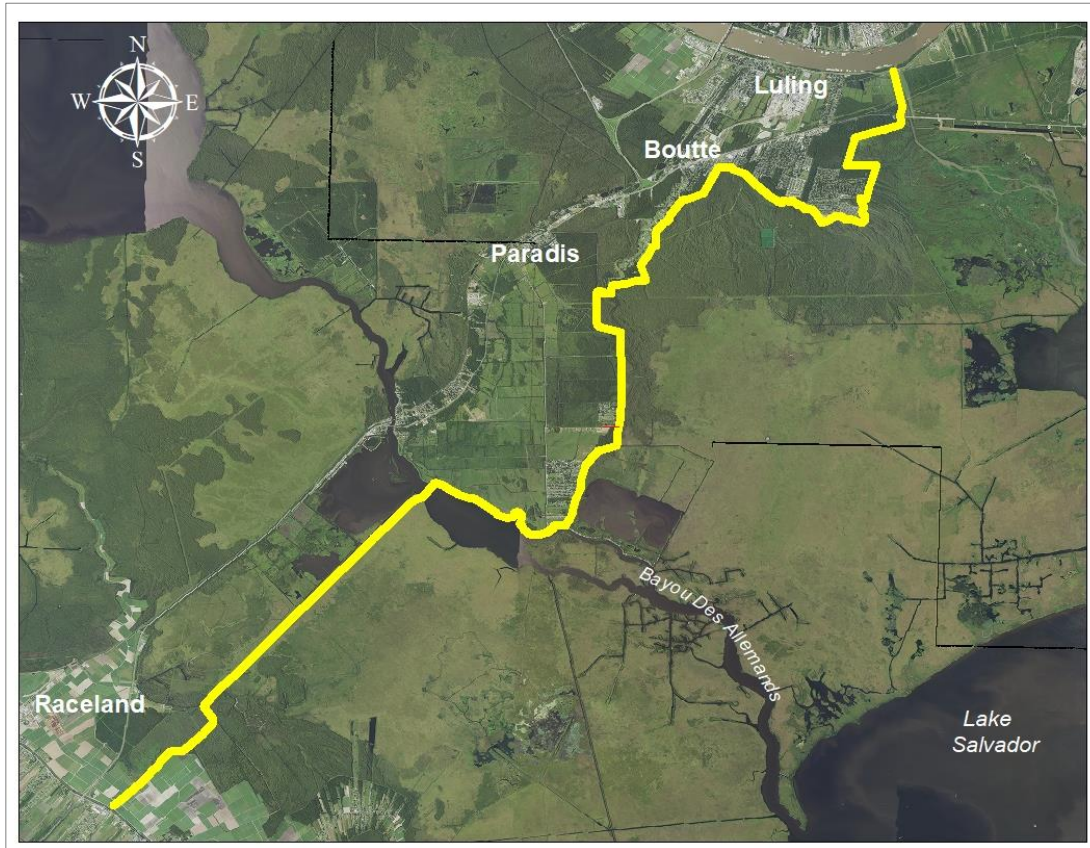 N
W E
S
Luling
Boutte
Paradis
Bayou Des Allemands
Raceland
Lake
Salvador